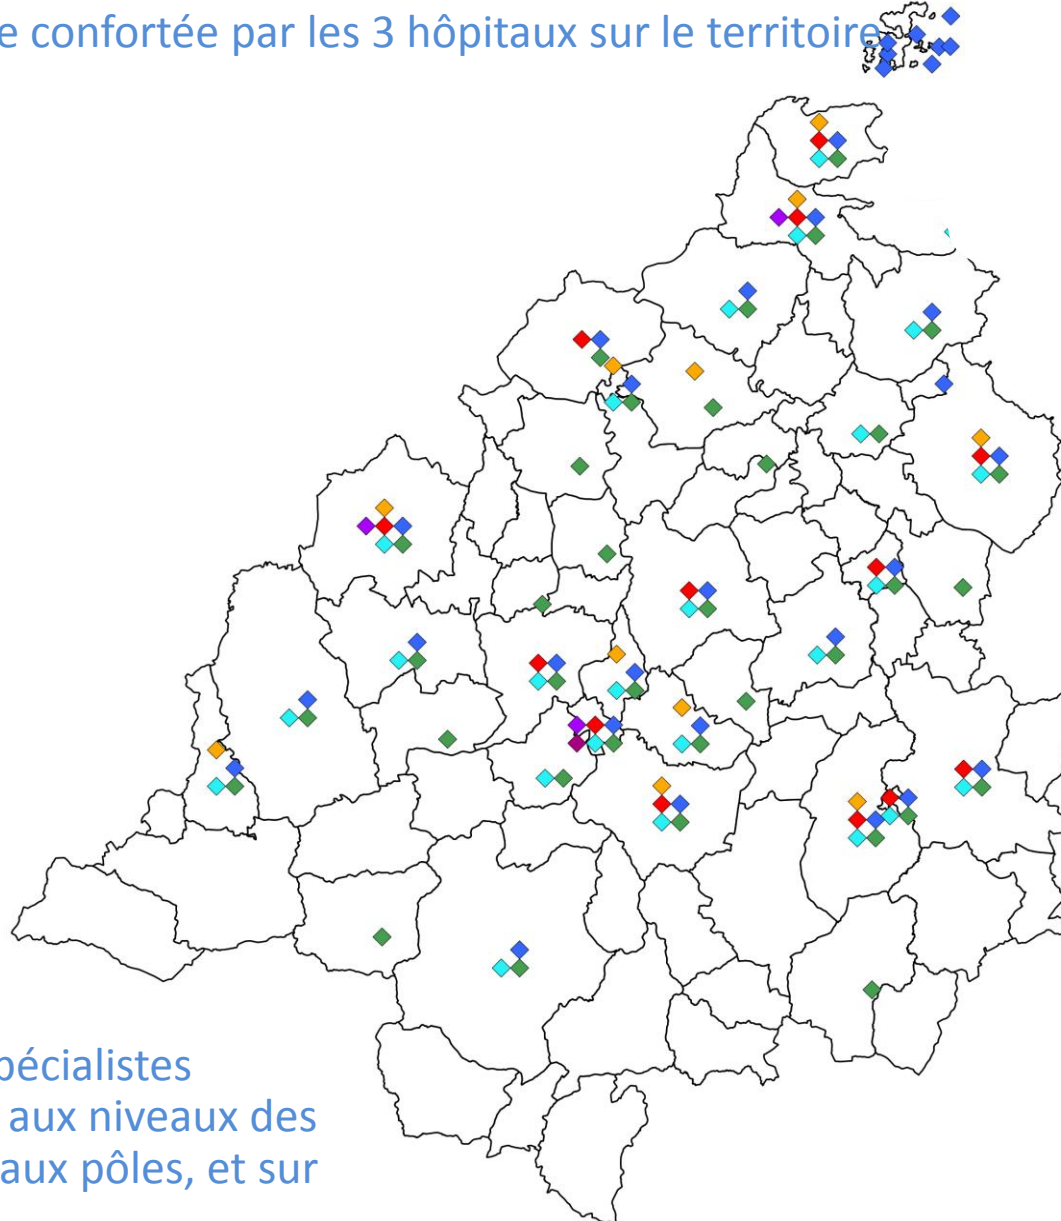 e confortée par les 3 hôpitaux sur le territoire
pécialistes
aux niveaux des
aux pôles, et sur